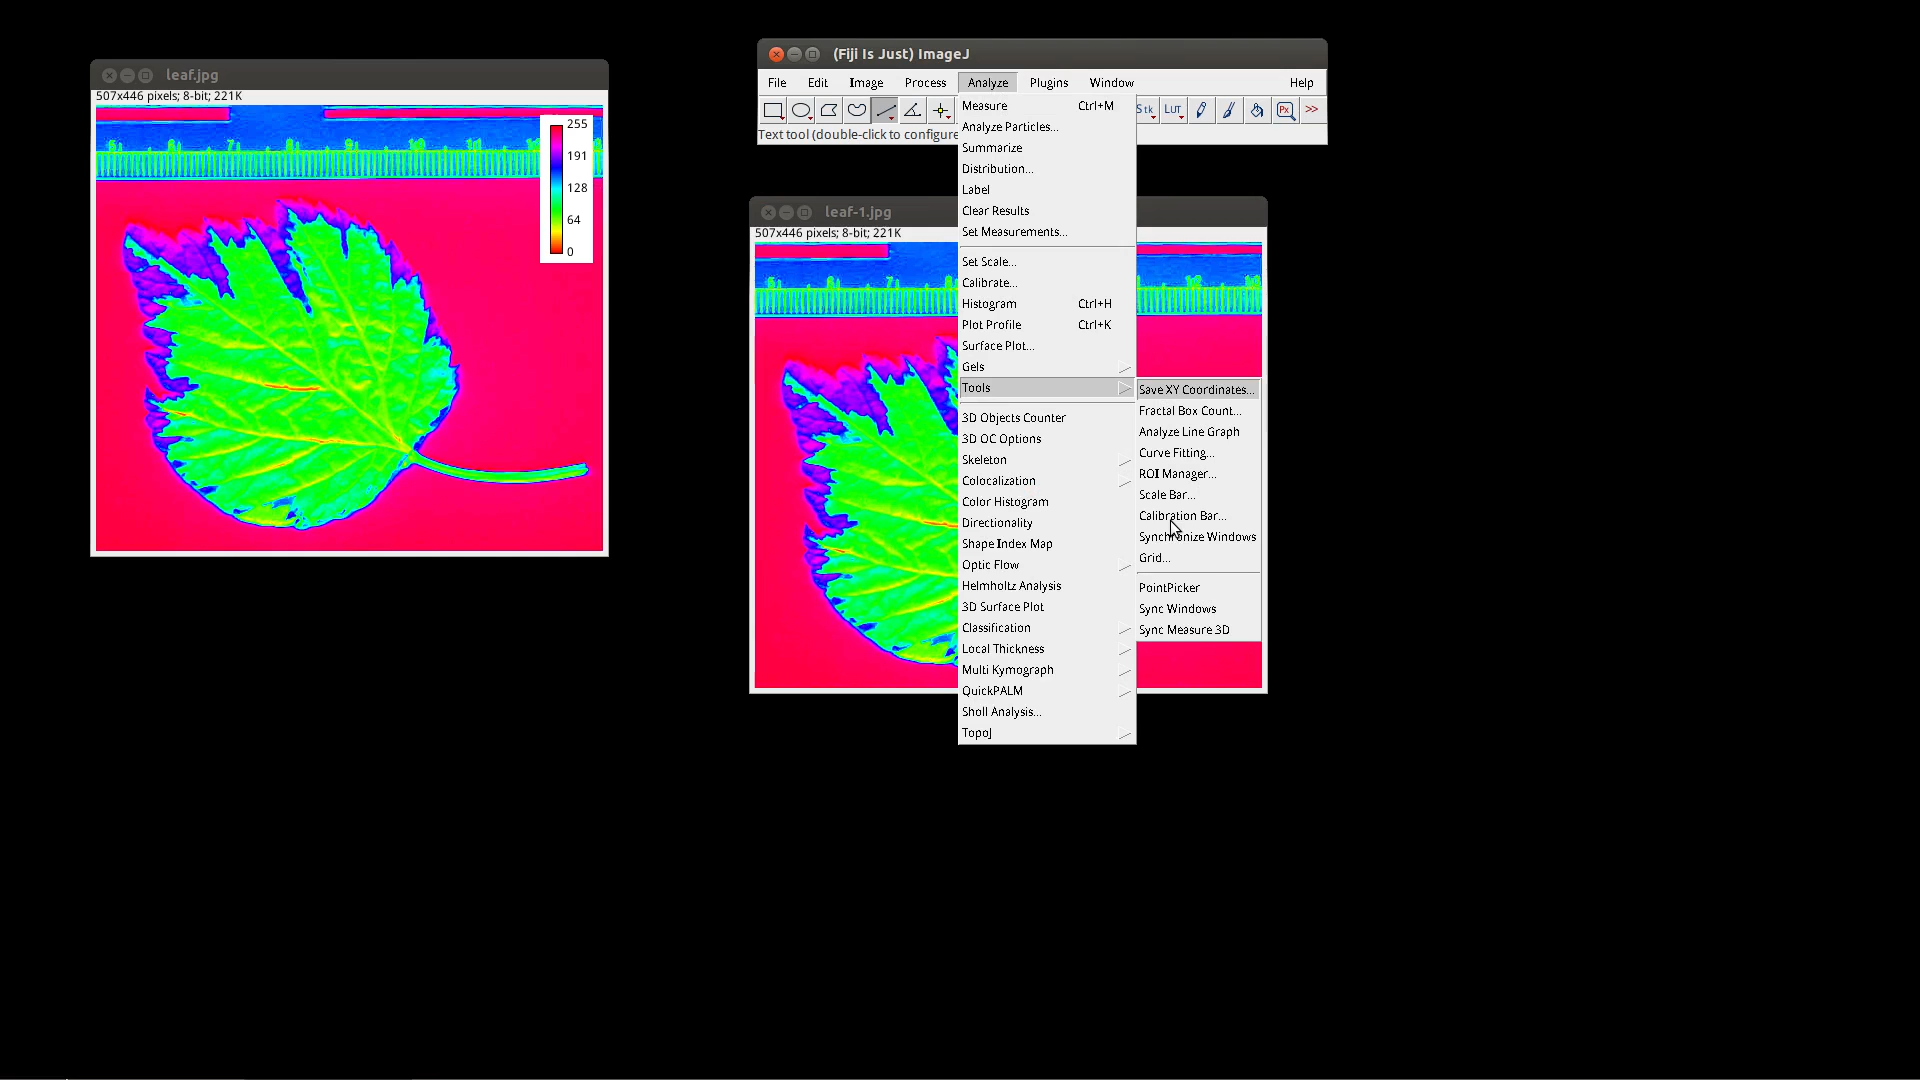 leaf.jpg
507x446 pixels; 8-bit; 221K
255
191
128
64
0
(Fiji Is Just) ImageJ
File Edit Image Process Analyze Plugins Window Help
Stk LUT Px >>
Text tool (double-click to configure
leaf-1.jpg
507x446 pixels; 8-bit; 221K
Measure Ctrl+M
Analyze Particles...
Summarize
Distribution...
Label
Clear Results
Set Measurements...
Set Scale...
Calibrate...
Histogram Ctrl+H
Plot Profile Ctrl+K
Surface Plot...
Gels
Tools
3D Objects Counter
3D OC Options
Skeleton
Colocalization
Color Histogram
Directionality
Shape Index Map
Optic Flow
Helmholtz Analysis
3D Surface Plot
Classification
Local Thickness
Multi Kymograph
QuickPALM
Sholl Analysis...
TopoJ
Save XY Coordinates...
Fractal Box Count...
Analyze Line Graph
Curve Fitting...
ROI Manager...
Scale Bar...
Calibration Bar...
Synchronize Windows
Grid...
PointPicker
Sync Windows
Sync Measure 3D